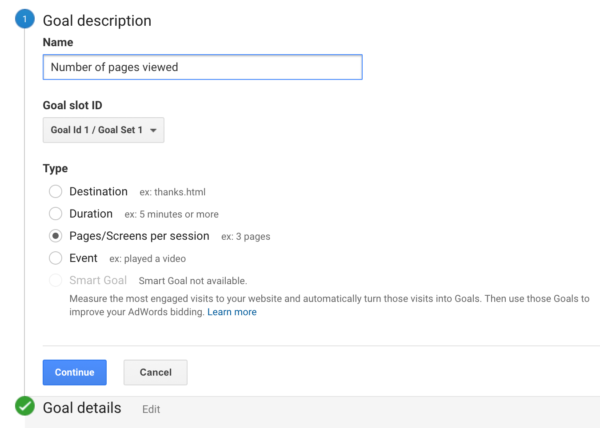 1 Goal description
Name
Number of pages viewed
Goal slot ID
Goal Id 1 / Goal Set 1
Type
Destination ex: thanks.html
Duration ex: 5 minutes or more
Pages/Screens per session ex: 3 pages
Event ex: played a video
Smart Goal Smart Goal not available.
Measure the most engaged visits to your website and automatically turn those visits into Goals. Then use those Goals to
improve your AdWords bidding. Learn more
Continue Cancel
Goal details Edit